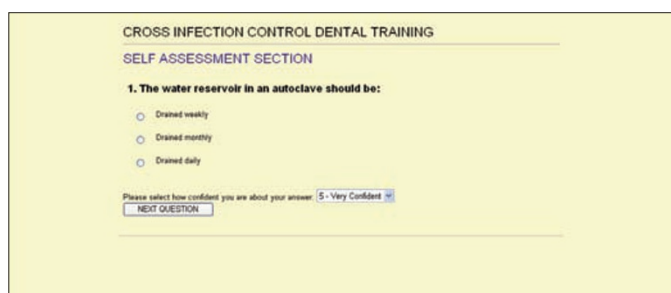 CROSS INFECTION CONTROL DENTAL TRAINING
SELF ASSESSMENT SECTION
1. The water reservoir in an autoclave should be:
Drained weekly
Drained monthly
Drained daily
Please select how confident you are about your answer: 5 - Very Confident
NEXT QUESTION